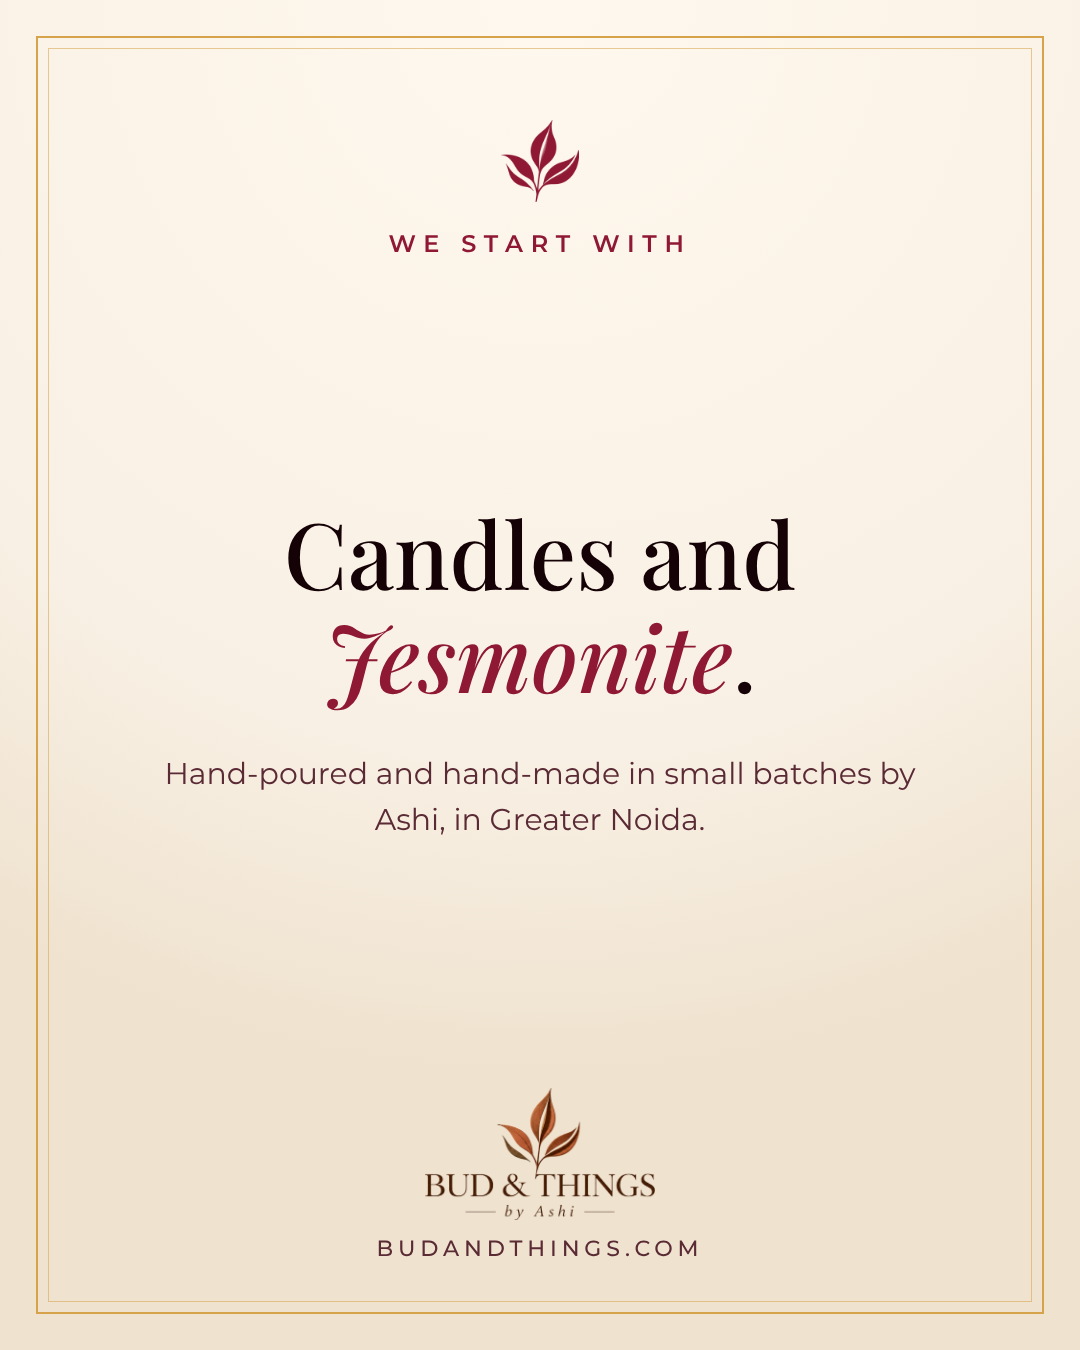 WE START WITH
Candles and
Jesmonite.
Hand-poured and hand-made in small batches by
Ashi, in Greater Noida.
BUD & THINGS
by Ashi
BUDANDTHINGS.COM